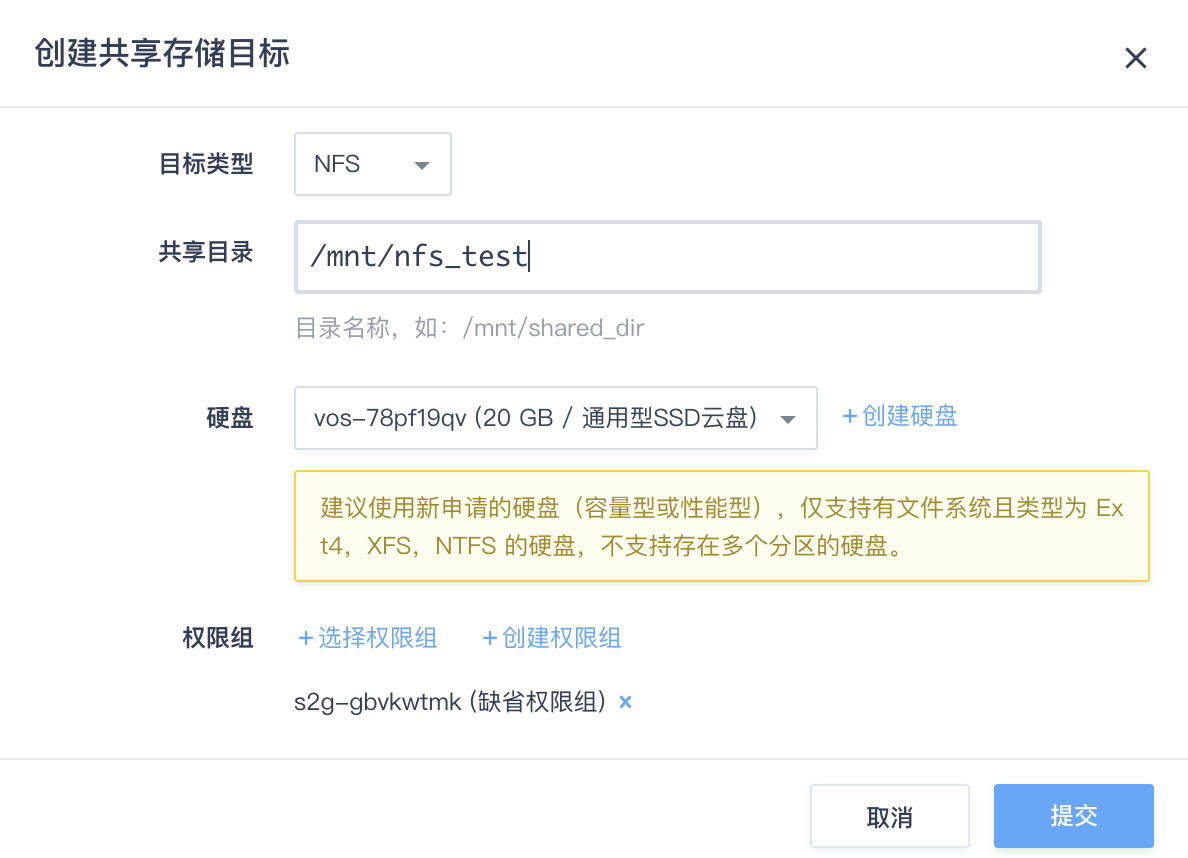 创建共享存储目标
目标类型 NFS
共享目录 /mnt/nfs_test
目录名称，如：/mnt/shared_dir
硬盘 vos-78pf19qv (20 GB / 通用型SSD云盘) +创建硬盘
建议使用新申请的硬盘（容量型或性能型），仅支持有文件系统且类型为 Ex
t4，XFS，NTFS 的硬盘，不支持存在多个分区的硬盘。
权限组 +选择权限组 +创建权限组
s2g-gbvkwtmk (缺省权限组) ×
取消 提交